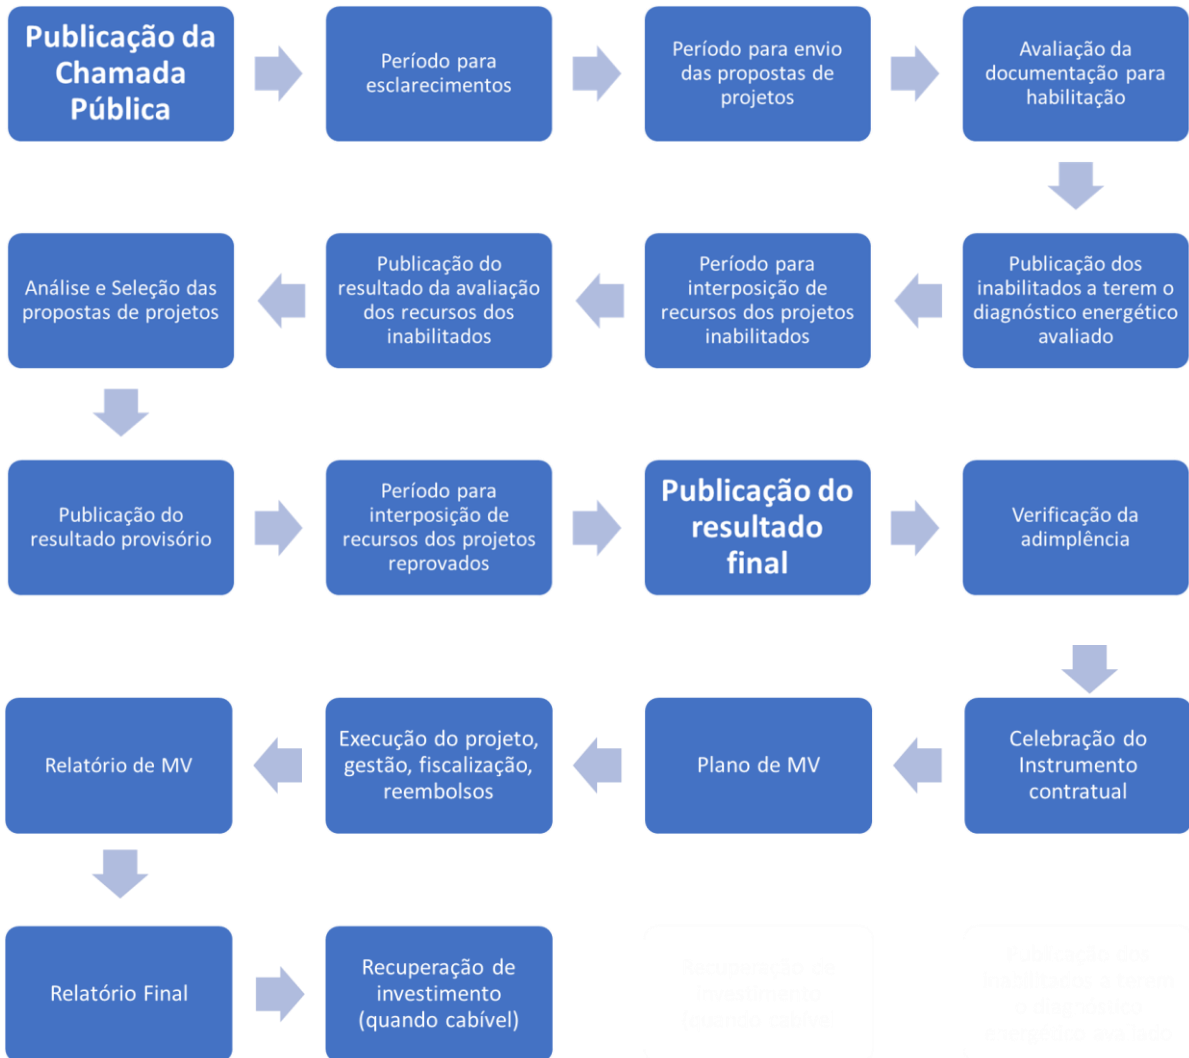 Publicação da
Chamada
Pública
Período para
esclarecimentos
Período para envio
das propostas de
projetos
Avaliação da
documentação para
habilitação
Publicação dos
inabilitados a terem o
diagnóstico energético
avaliado
Período para
interposição de
recursos dos projetos
inabilitados
Publicação do
resultado da avaliação
dos recursos dos
inabilitados
Análise e Seleção das
propostas de projetos
Publicação do
resultado provisório
Período para
interposição de
recursos dos projetos
reprovados
Publicação do
resultado
final
Verificação da
adimplência
Celebração do
Instrumento
contratual
Plano de MV
Execução do projeto,
gestão, fiscalização,
reembolsos
Relatório de MV
Relatório Final
Recuperação de
investimento
(quando cabível)